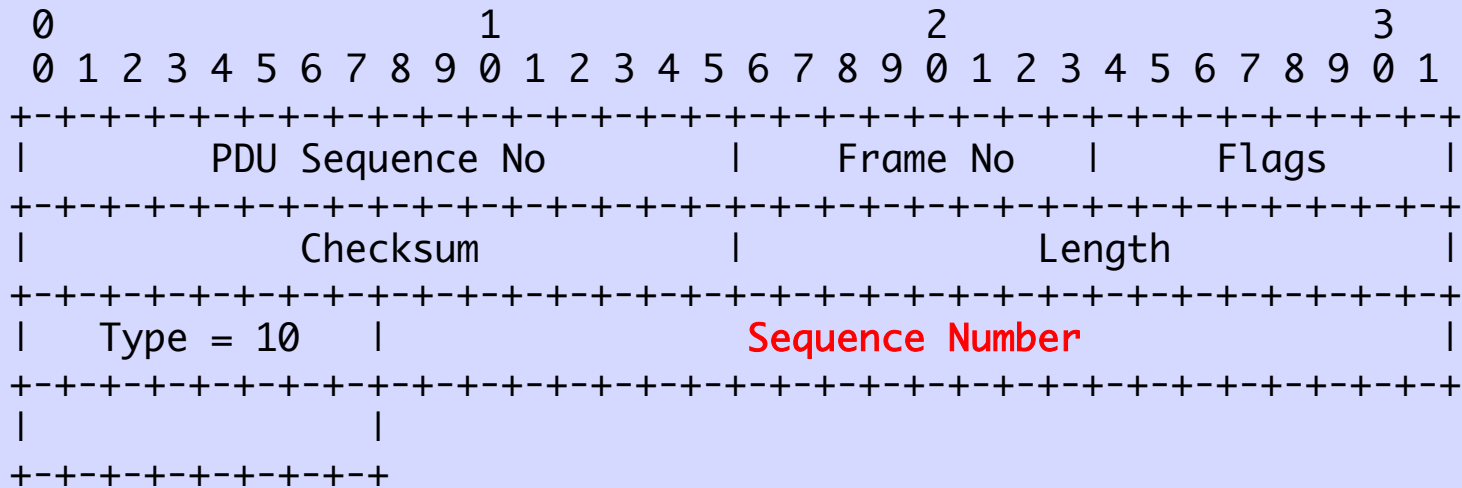 0                   1                   2                   3
 0 1 2 3 4 5 6 7 8 9 0 1 2 3 4 5 6 7 8 9 0 1 2 3 4 5 6 7 8 9 0 1
+-+-+-+-+-+-+-+-+-+-+-+-+-+-+-+-+-+-+-+-+-+-+-+-+-+-+-+-+-+-+-+-+
|        PDU Sequence No        |    Frame No   |     Flags     |
+-+-+-+-+-+-+-+-+-+-+-+-+-+-+-+-+-+-+-+-+-+-+-+-+-+-+-+-+-+-+-+-+
|            Checksum           |             Length            |
+-+-+-+-+-+-+-+-+-+-+-+-+-+-+-+-+-+-+-+-+-+-+-+-+-+-+-+-+-+-+-+-+
|   Type = 10   |                Sequence Number                |
+-+-+-+-+-+-+-+-+-+-+-+-+-+-+-+-+-+-+-+-+-+-+-+-+-+-+-+-+-+-+-+-+
|               |
+-+-+-+-+-+-+-+-+